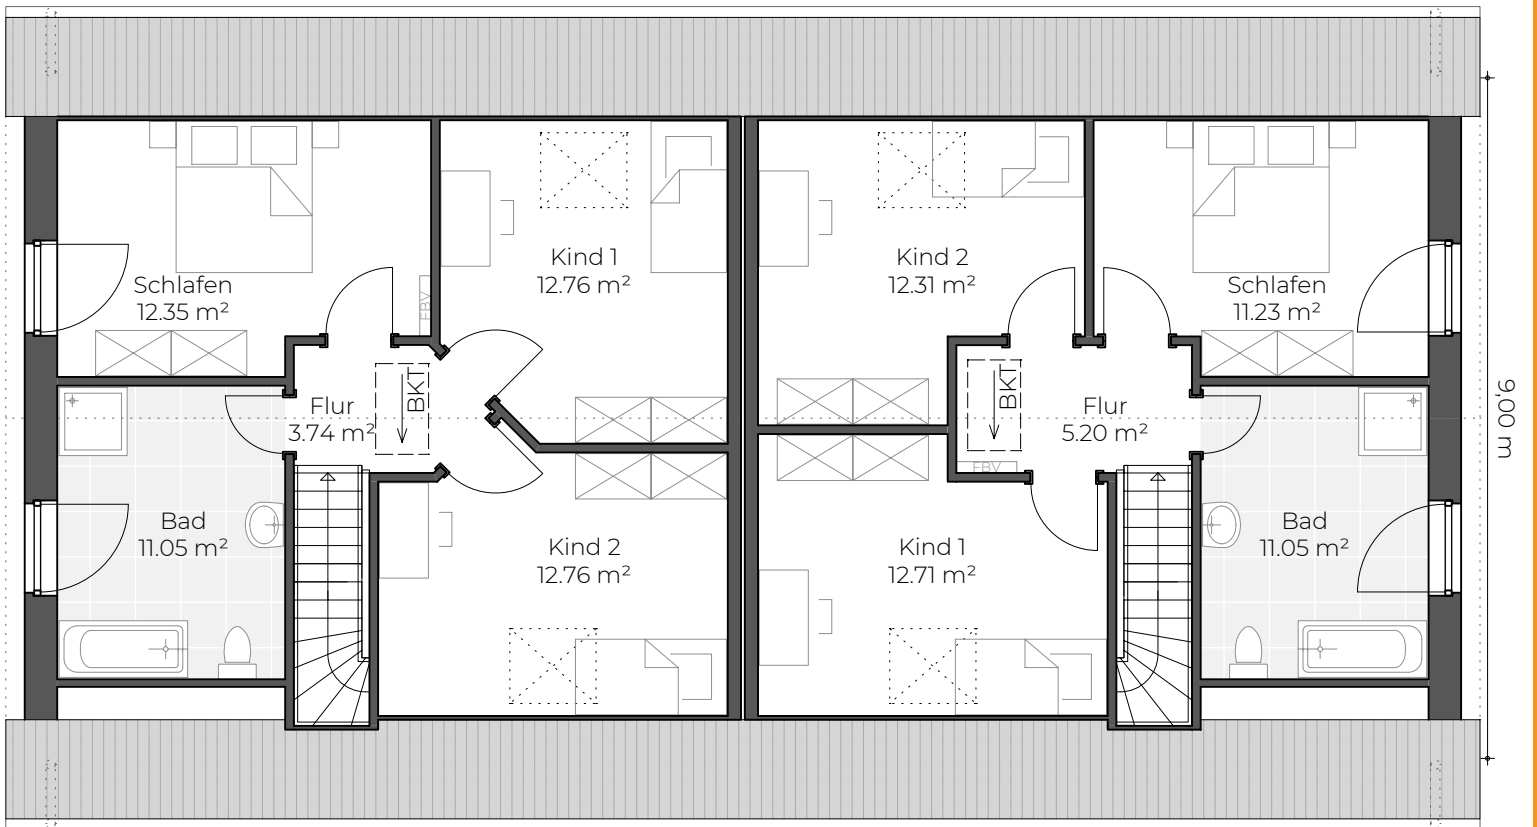 Schlafen
12.35 m²
FBV
Kind 1
12.76 m²
Kind 2
12.31 m²
Schlafen
11.23 m²
Flur
3.74 m²
BKT
BKT
Flur
5.20 m²
FBV
9,00 m
Bad
11.05 m²
Kind 2
12.76 m²
Kind 1
12.71 m²
Bad
11.05 m²